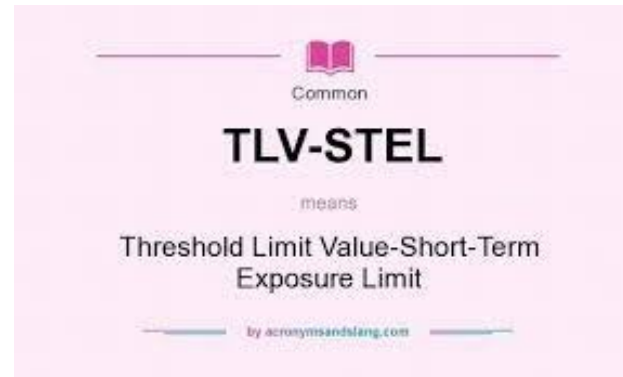 Common
TLV-STEL
means
Threshold Limit Value-Short-Term
Exposure Limit
by acronymsandslang.com